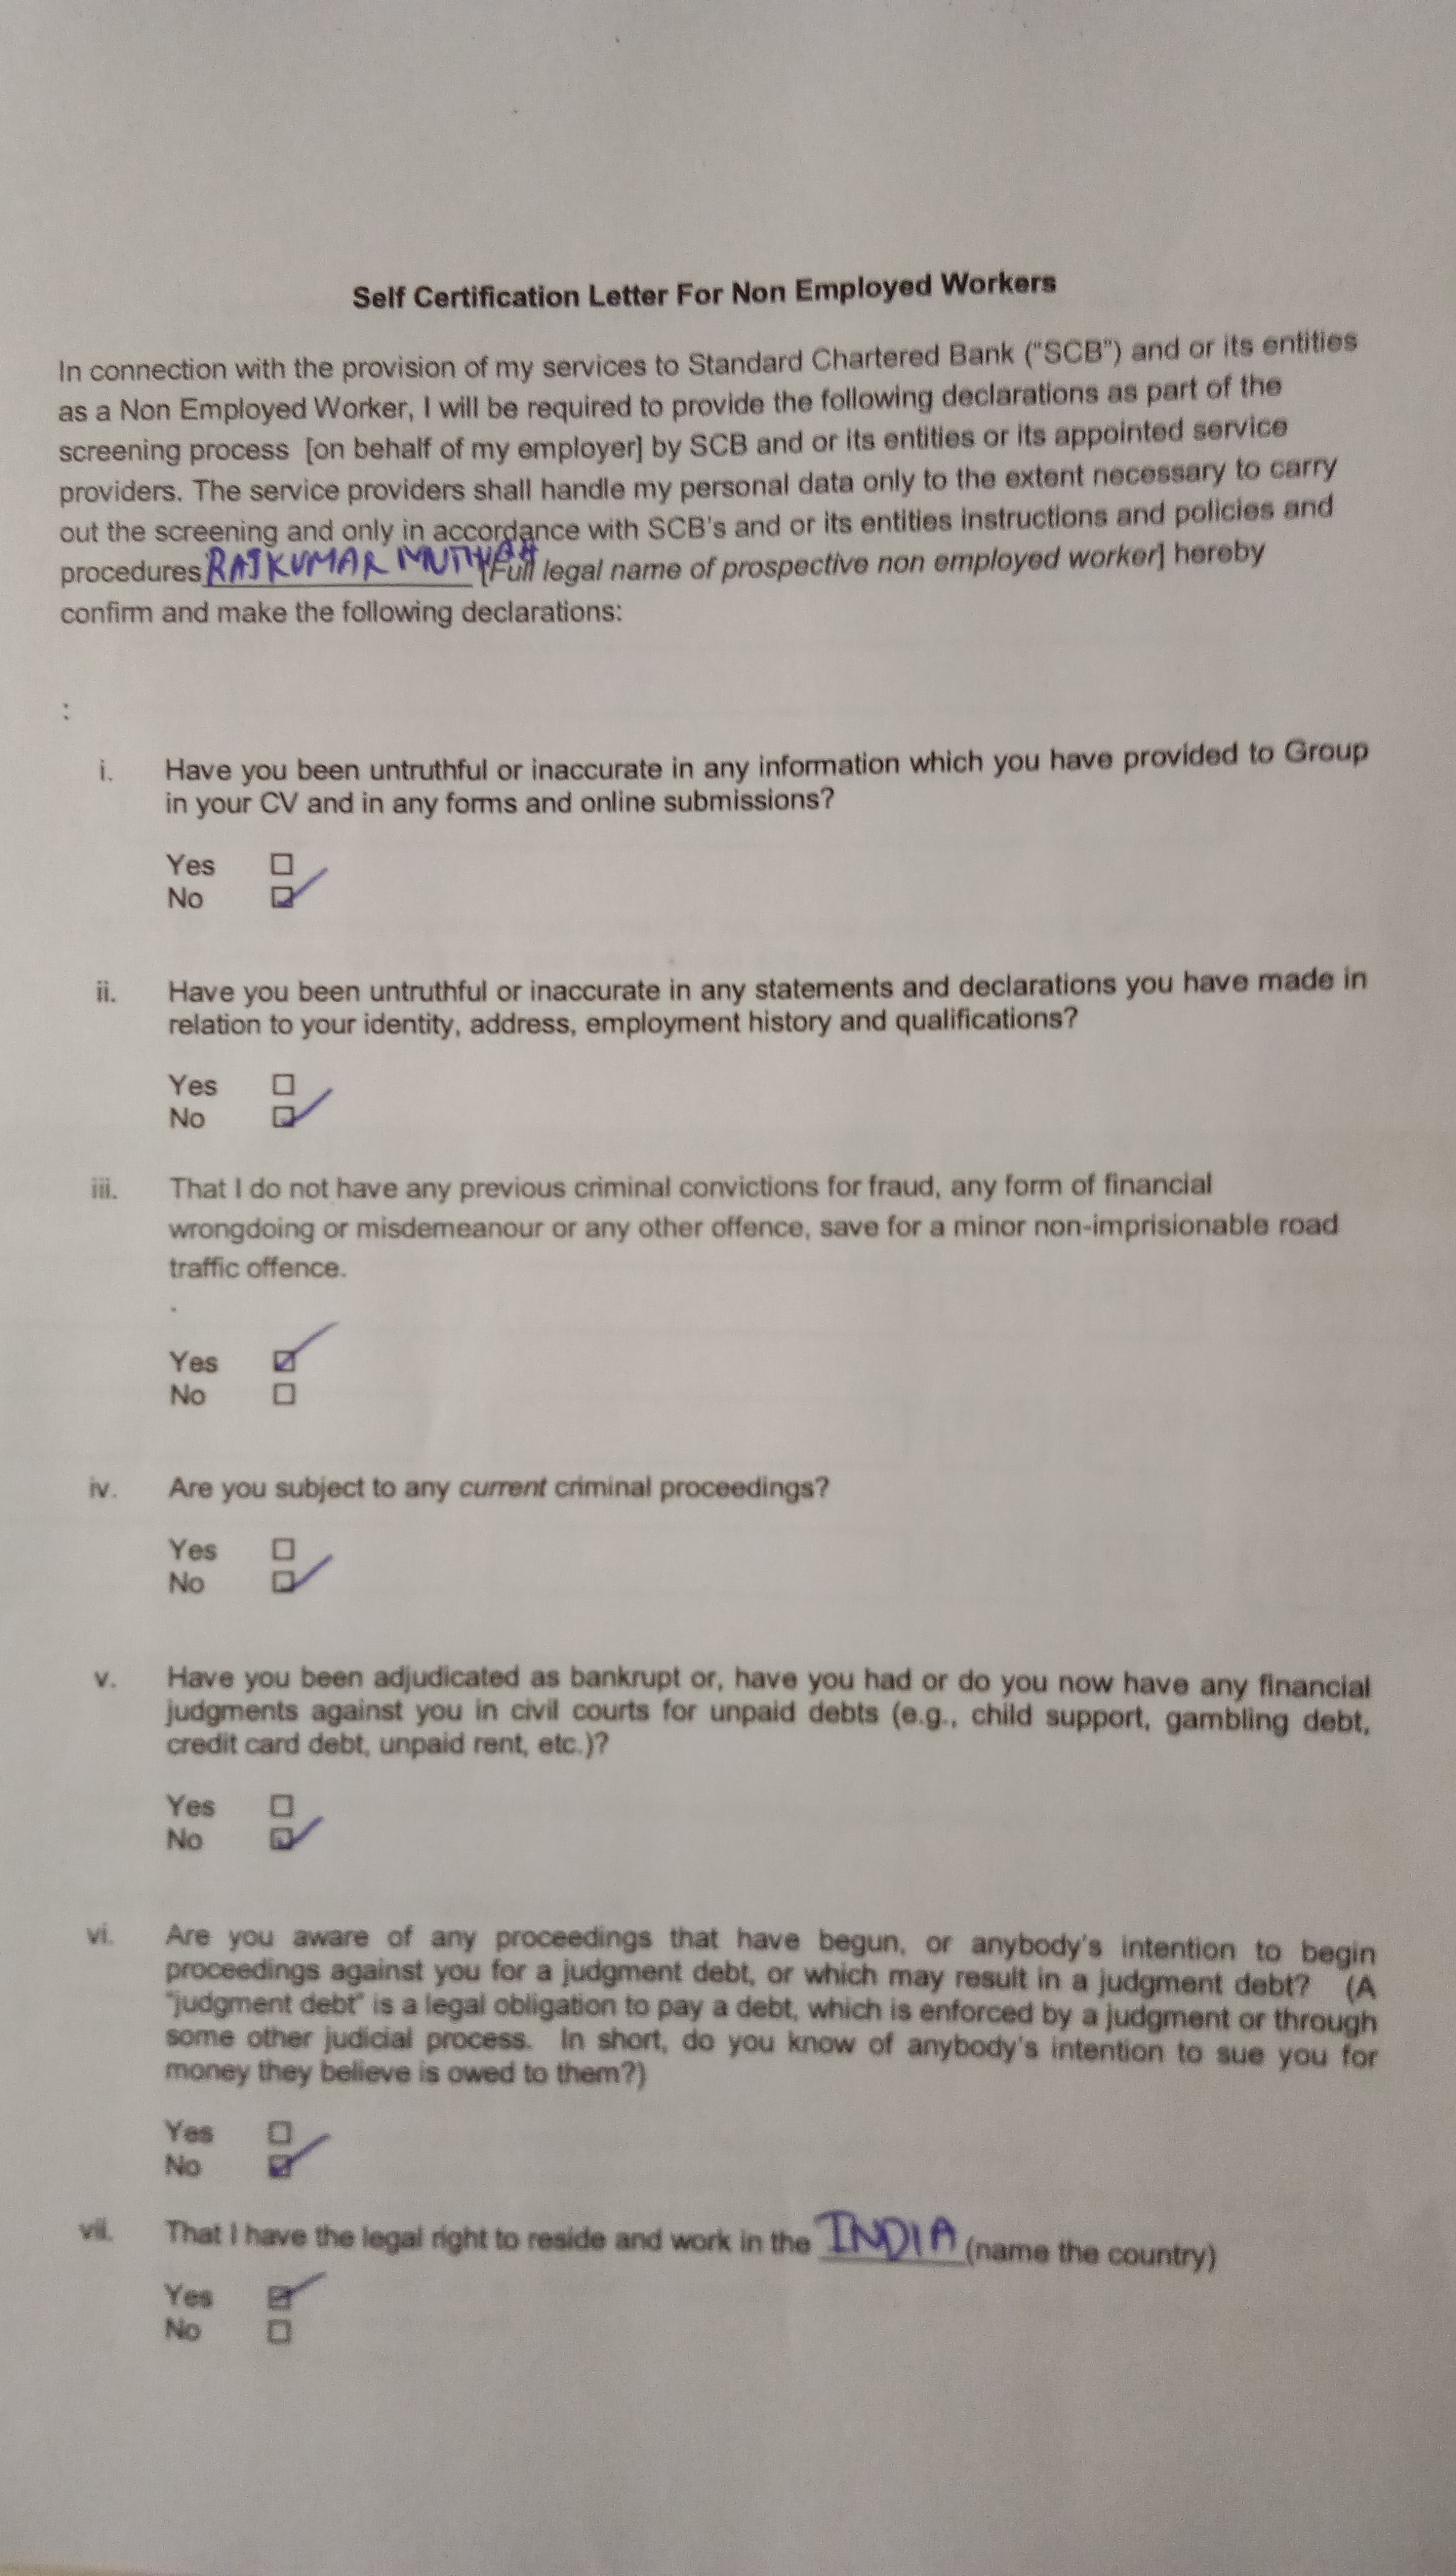 Self Certification Letter For Non Employed Workers
In connection with the provision of my services to Standard Chartered Bank ("SCB") and or its entities
as a Non Employed Worker, I will be required to provide the following declarations as part of the
screening process [on behalf of my employer] by SCB and or its entities or its appointed service
providers. The service providers shall handle my personal data only to the extent necessary to carry
out the screening and only in accordance with SCB's and or its entities instructions and policies and
procedures RAJKUMAR MUTHYAH [Full legal name of prospective non employed worker] hereby
confirm and make the following declarations:
:
i. Have you been untruthful or inaccurate in any information which you have provided to Group
in your CV and in any forms and online submissions?
Yes ☐
No ☑
ii. Have you been untruthful or inaccurate in any statements and declarations you have made in
relation to your identity, address, employment history and qualifications?
Yes ☐
No ☑
iii. That I do not have any previous criminal convictions for fraud, any form of financial
wrongdoing or misdemeanour or any other offence, save for a minor non-imprisionable road
traffic offence.
.
Yes ☑
No ☐
iv. Are you subject to any current criminal proceedings?
Yes ☐
No ☑
v. Have you been adjudicated as bankrupt or, have you had or do you now have any financial
judgments against you in civil courts for unpaid debts (e.g., child support, gambling debt,
credit card debt, unpaid rent, etc.)?
Yes ☐
No ☑
vi. Are you aware of any proceedings that have begun, or anybody's intention to begin
proceedings against you for a judgment debt, or which may result in a judgment debt? (A
"judgment debt" is a legal obligation to pay a debt, which is enforced by a judgment or through
some other judicial process. In short, do you know of anybody's intention to sue you for
money they believe is owed to them?)
Yes ☐
No ☑
vii. That I have the legal right to reside and work in the INDIA (name the country)
Yes ☑
No ☐